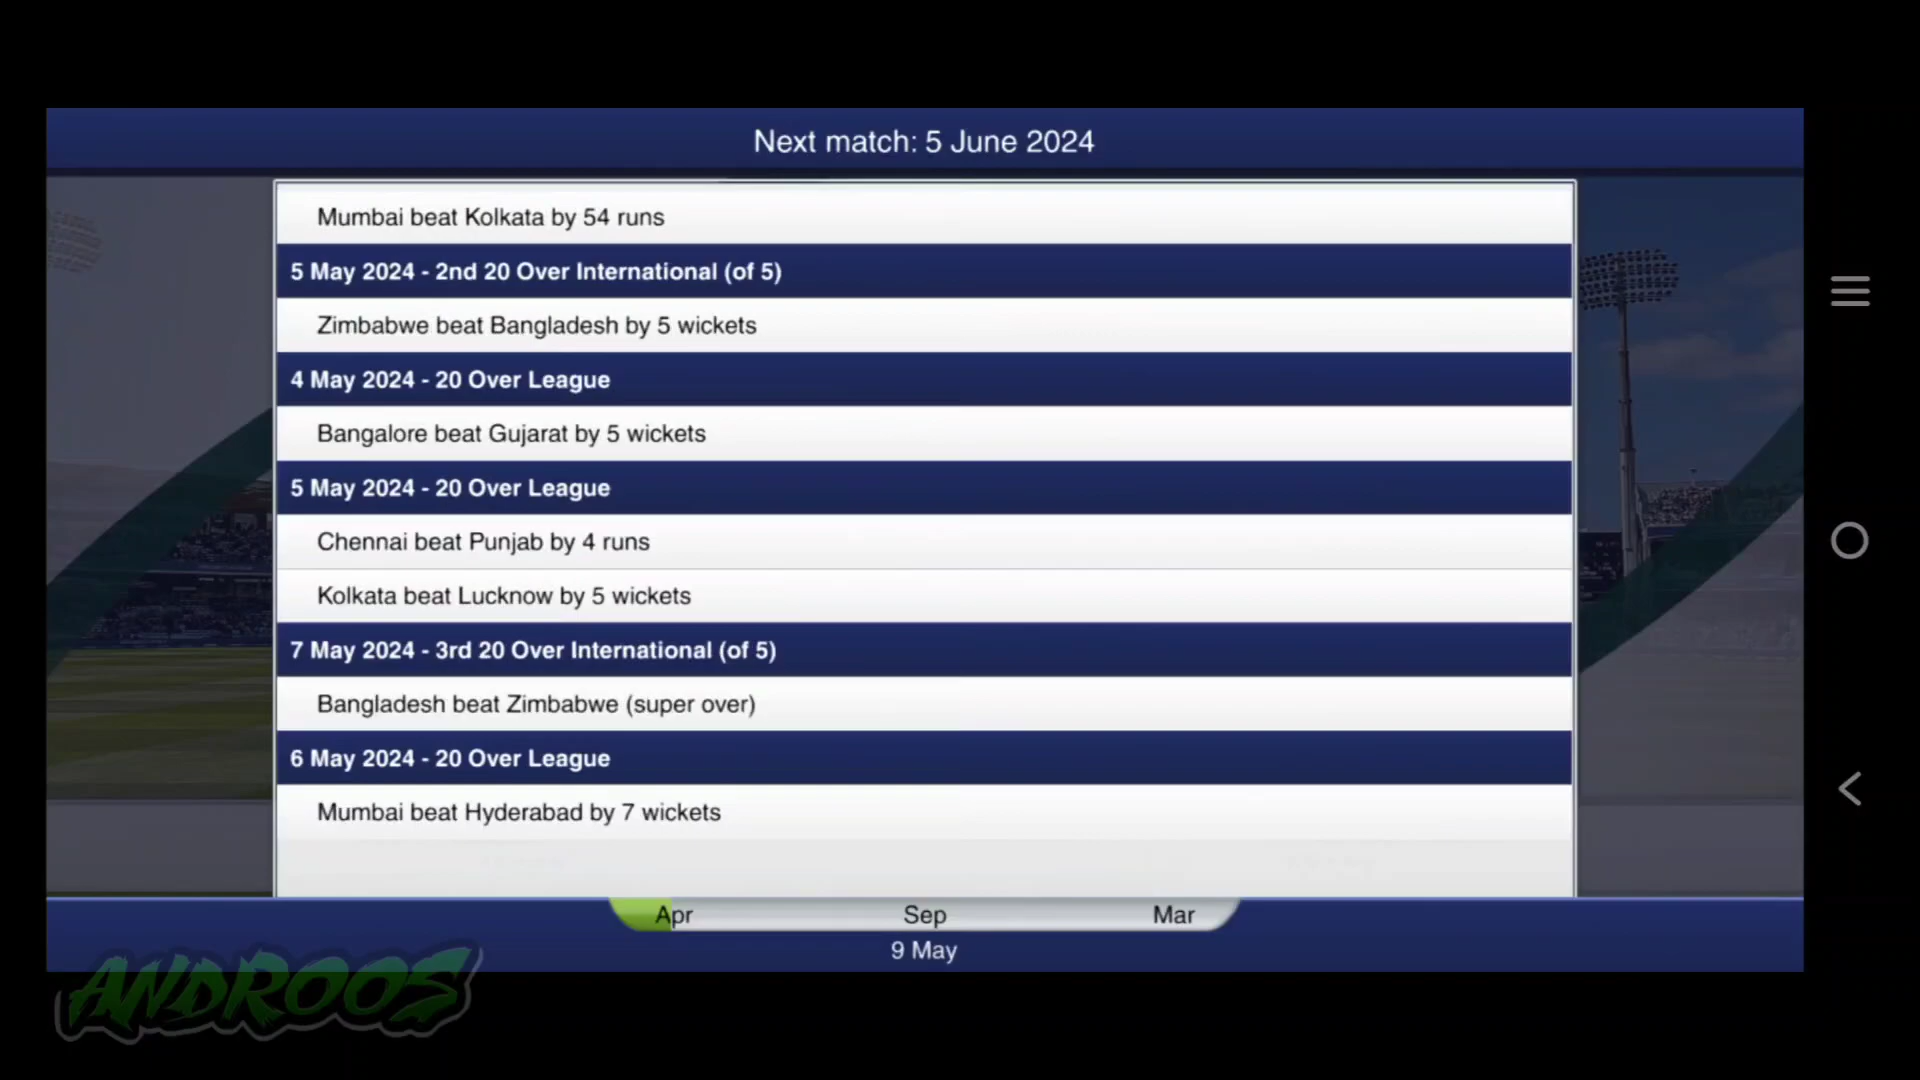 Next match: 5 June 2024
Mumbai beat Kolkata by 54 runs
5 May 2024 - 2nd 20 Over International (of 5)
Zimbabwe beat Bangladesh by 5 wickets
4 May 2024 - 20 Over League
Bangalore beat Gujarat by 5 wickets
5 May 2024 - 20 Over League
Chennai beat Punjab by 4 runs
Kolkata beat Lucknow by 5 wickets
7 May 2024 - 3rd 20 Over International (of 5)
Bangladesh beat Zimbabwe (super over)
6 May 2024 - 20 Over League
Mumbai beat Hyderabad by 7 wickets
Apr Sep Mar
9 May
ANDROOS